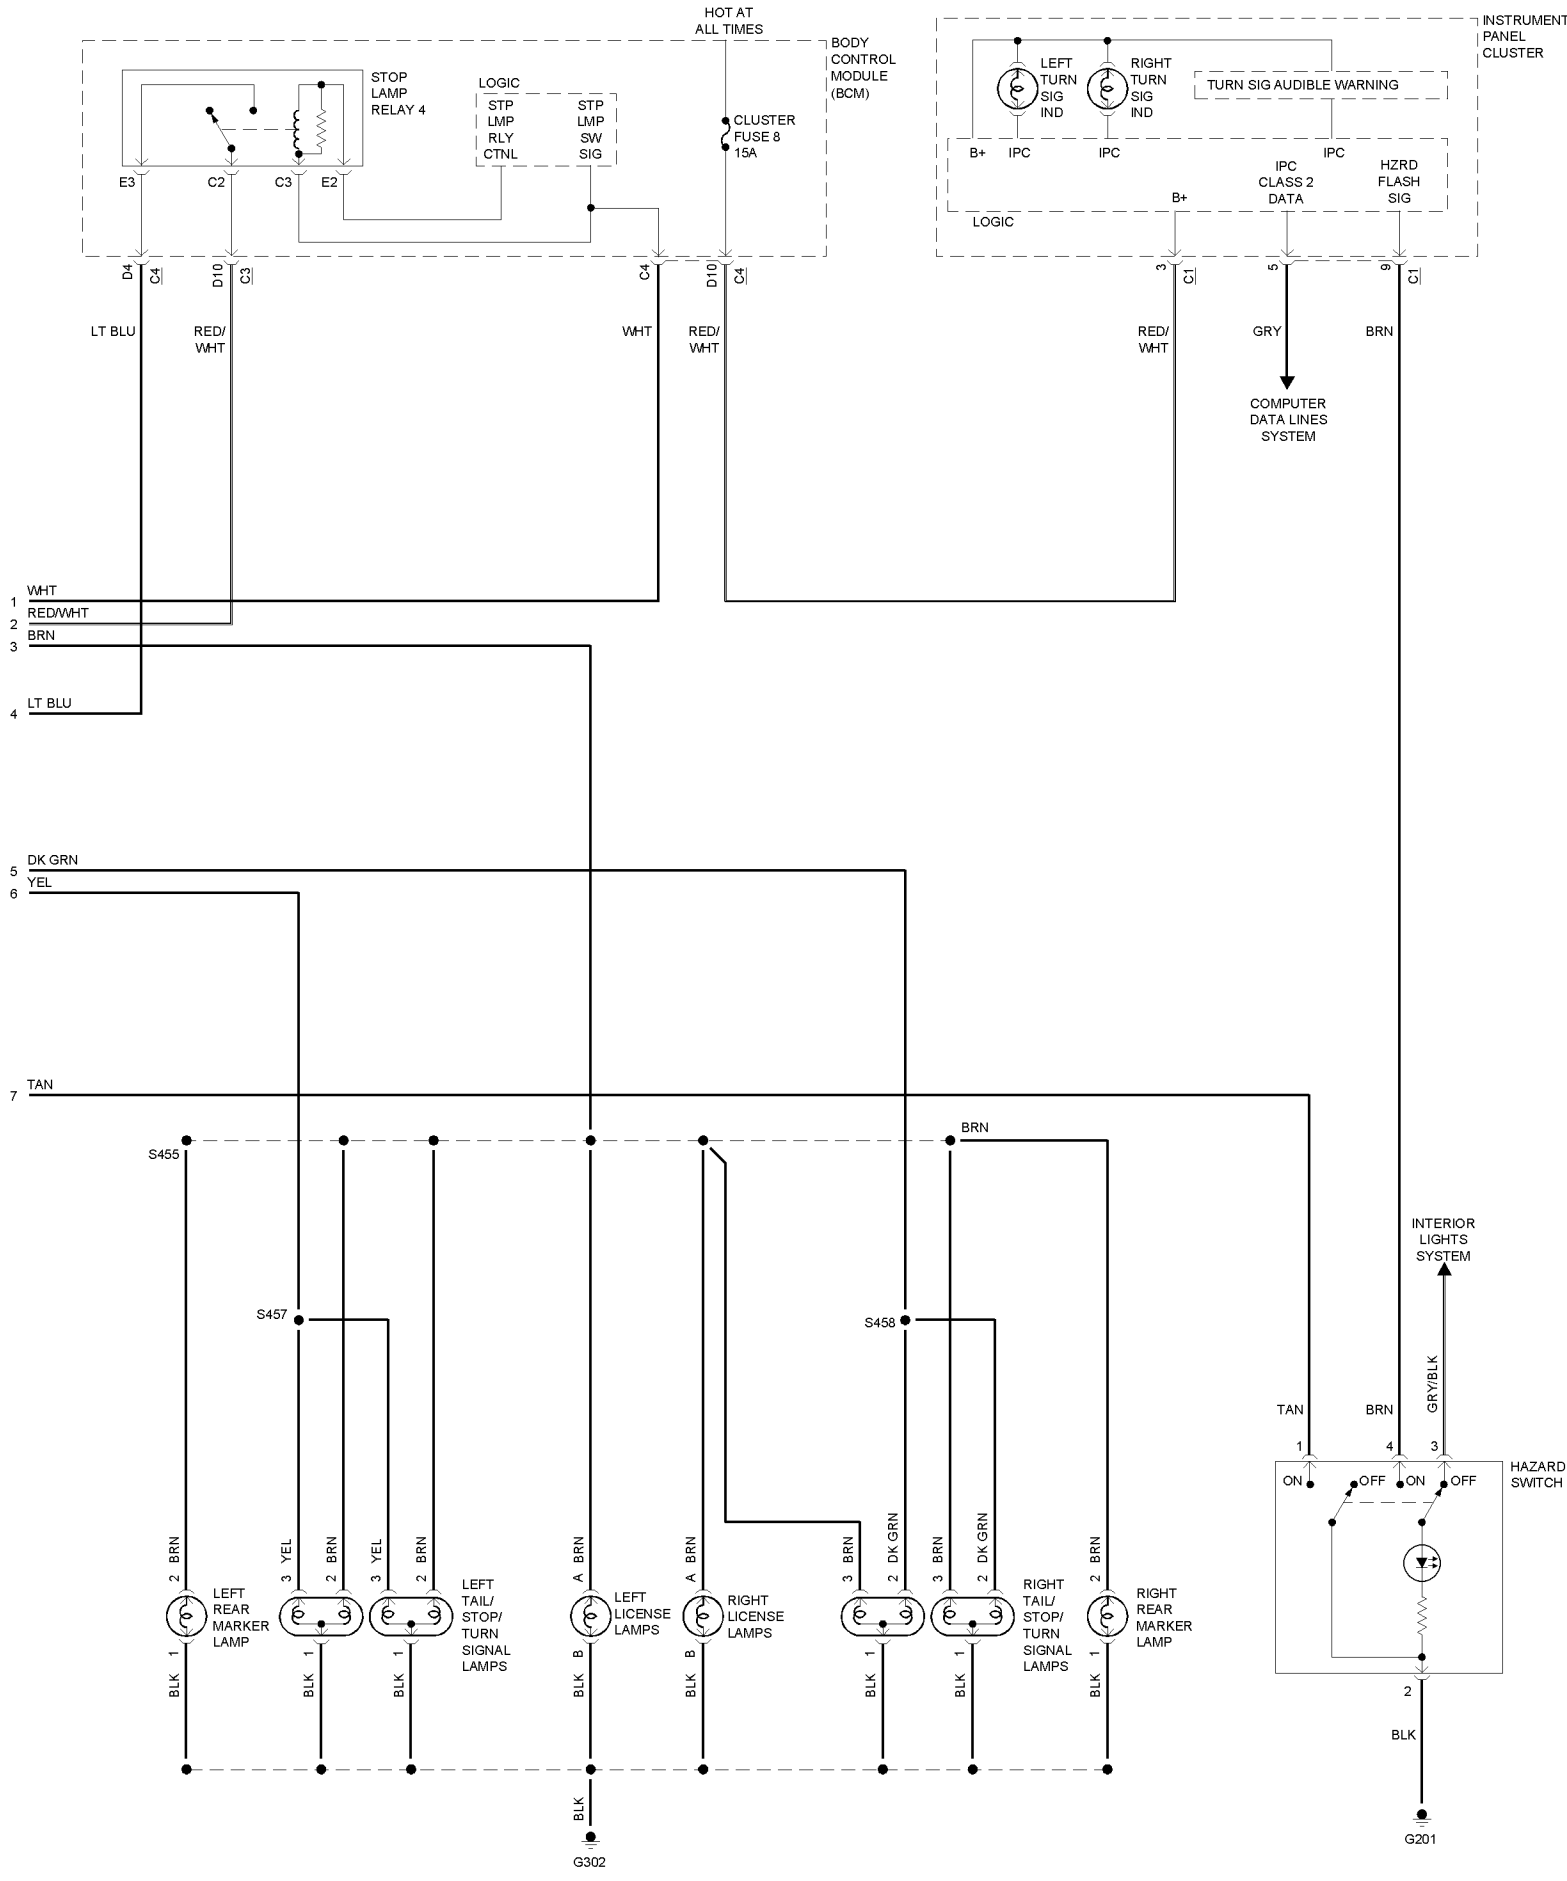 HOT AT
ALL TIMES
BODY
CONTROL
MODULE
(BCM)
STOP
LAMP
RELAY 4
LOGIC
STP
LMP
RLY
CTNL
STP
LMP
SW
SIG
CLUSTER
FUSE 8
15A
E3
C2
C3
E2
D4
C4
D10
C3
C4
D10
C4
INSTRUMENT
PANEL
CLUSTER
LEFT
TURN
SIG
IND
RIGHT
TURN
SIG
IND
TURN SIG AUDIBLE WARNING
B+
IPC
IPC
IPC
B+
IPC
CLASS 2
DATA
HZRD
FLASH
SIG
LOGIC
3
C1
5
9
C1
LT BLU
RED/
WHT
WHT
RED/
WHT
RED/
WHT
GRY
BRN
COMPUTER
DATA LINES
SYSTEM
1 WHT
2 RED/WHT
3 BRN
4 LT BLU
5 DK GRN
6 YEL
7 TAN
S455
BRN
S457
S458
INTERIOR
LIGHTS
SYSTEM
GRY/BLK
TAN
BRN
1
4
3
HAZARD
SWITCH
ON
OFF
ON
OFF
2 BRN
3 YEL
2 BRN
3 YEL
2 BRN
A BRN
A BRN
3 BRN
2 DK GRN
3 BRN
2 DK GRN
2 BRN
LEFT
REAR
MARKER
LAMP
LEFT
TAIL/
STOP/
TURN
SIGNAL
LAMPS
LEFT
LICENSE
LAMPS
RIGHT
LICENSE
LAMPS
RIGHT
TAIL/
STOP/
TURN
SIGNAL
LAMPS
RIGHT
REAR
MARKER
LAMP
BLK 1
BLK 1
BLK 1
BLK B
BLK B
BLK 1
BLK 1
BLK 1
2
BLK
BLK
G302
G201